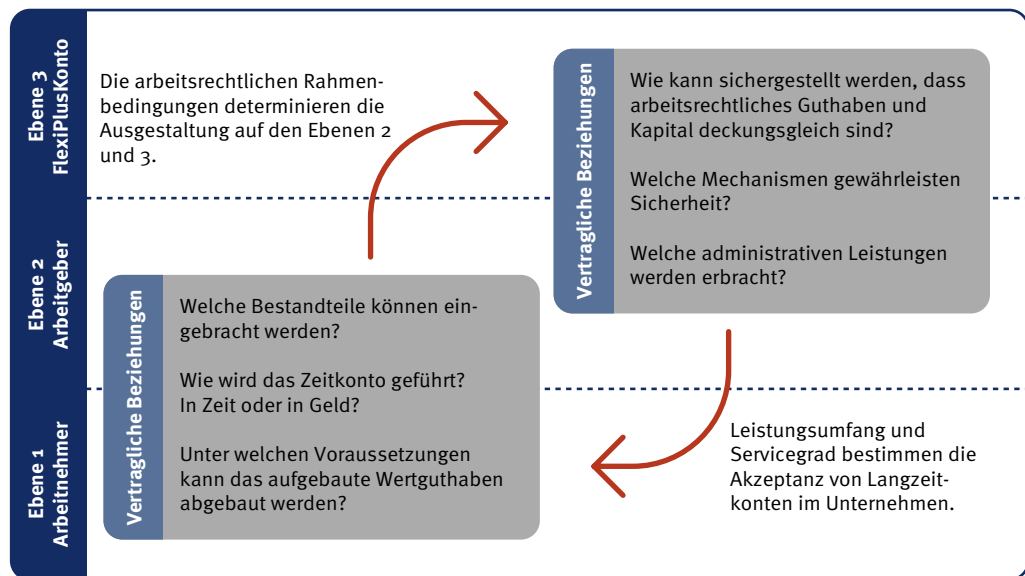 Ebene 3
FlexiPlusKonto
Die arbeitsrechtlichen Rahmen-
bedingungen determinieren die
Ausgestaltung auf den Ebenen 2
und 3.
Vertragliche Beziehungen
Wie kann sichergestellt werden, dass
arbeitsrechtliches Guthaben und
Kapital deckungsgleich sind?
Welche Mechanismen gewährleisten
Sicherheit?
Welche administrativen Leistungen
werden erbracht?
Ebene 2
Arbeitgeber
Vertragliche Beziehungen
Welche Bestandteile können ein-
gebracht werden?
Wie wird das Zeitkonto geführt?
In Zeit oder in Geld?
Unter welchen Voraussetzungen
kann das aufgebaute Wertguthaben
abgebaut werden?
Ebene 1
Arbeitnehmer
Leistungsumfang und
Servicegrad bestimmen die
Akzeptanz von Langzeit-
konten im Unternehmen.